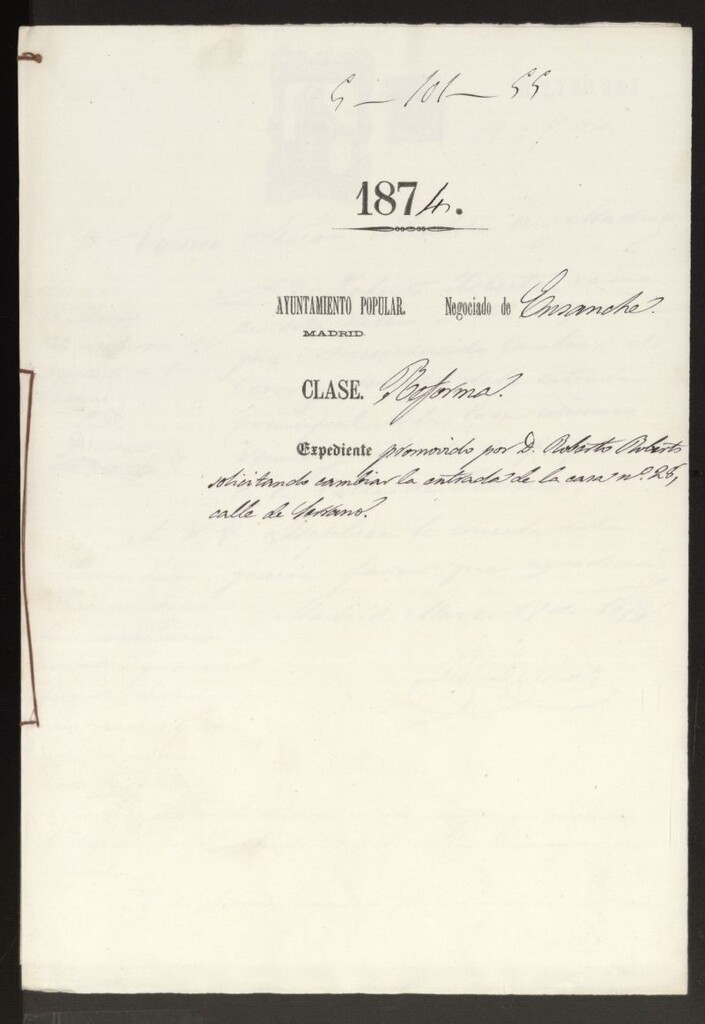 5 - 101 - 55
1874.
AYUNTAMIENTO POPULAR. Negociado de Ensanche.
MADRID
CLASE. Reforma.
Expediente promovido por D. Roberto Roberts
solicitando cambiar la entrada de la casa nº 28,
calle de Serrano.